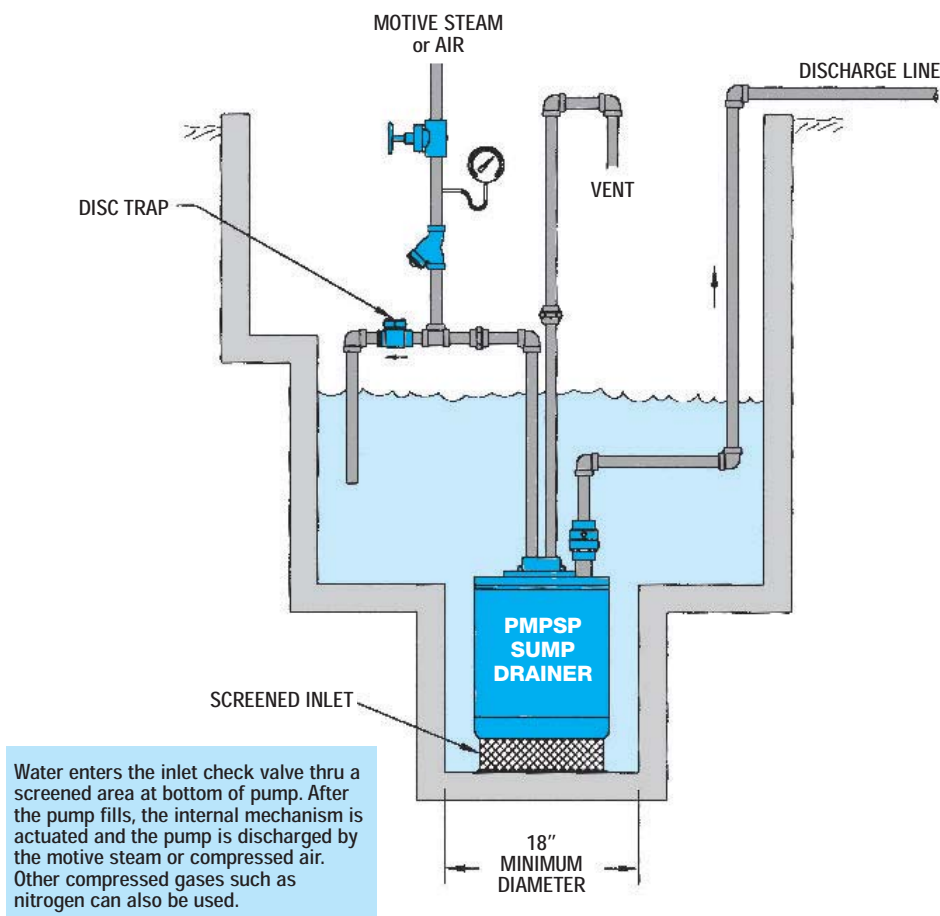 MOTIVE STEAM
or AIR
DISCHARGE LINE
VENT
DISC TRAP
PMPSP
SUMP
DRAINER
SCREENED INLET
Water enters the inlet check valve thru a
screened area at bottom of pump. After
the pump fills, the internal mechanism is
actuated and the pump is discharged by
the motive steam or compressed air.
Other compressed gases such as
nitrogen can also be used.
18″
MINIMUM
DIAMETER